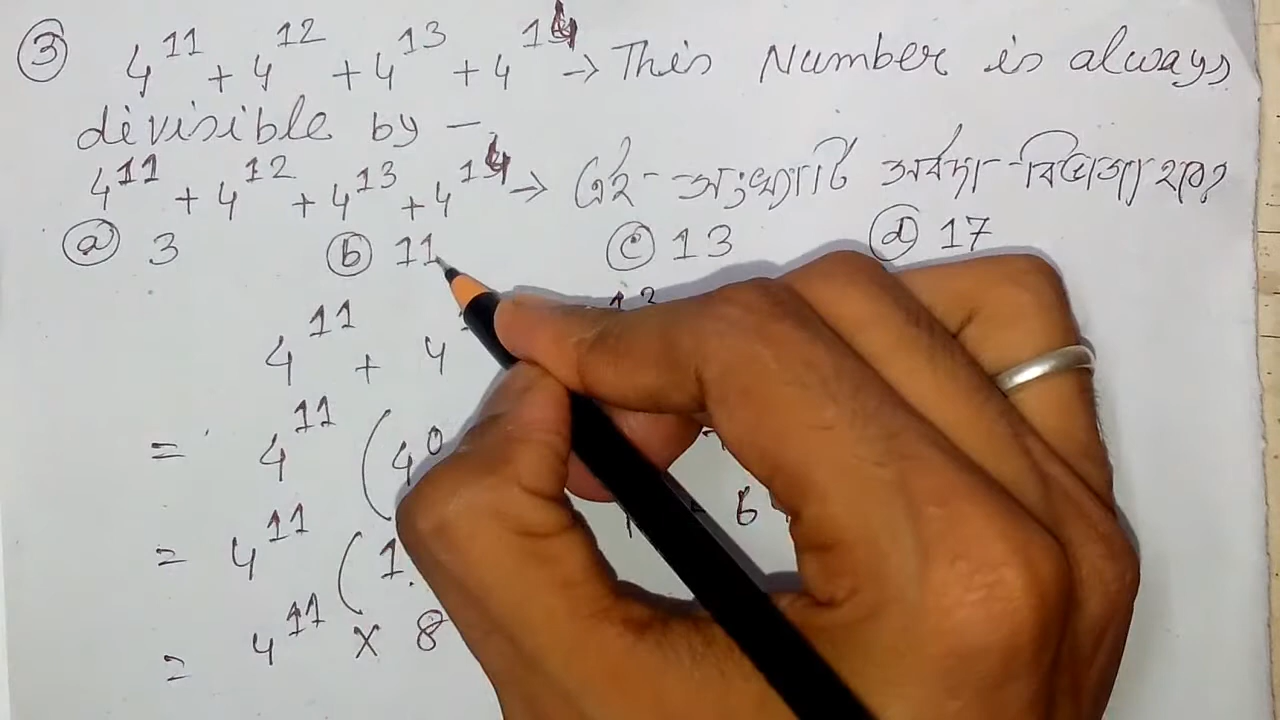 ③ 4¹¹ + 4¹² + 4¹³ + 4¹⁴ → This Number is always
divisible by —
4¹¹ + 4¹² + 4¹³ + 4¹⁴ → এই সংখ্যাটি সর্বদা বিভাজ্য হবে?
ⓐ 3 ⓑ 11 ⓒ 13 ⓓ 17
4¹¹ + 4
= 4¹¹ (4⁰
= 4¹¹ (1
= 4¹¹ × 8